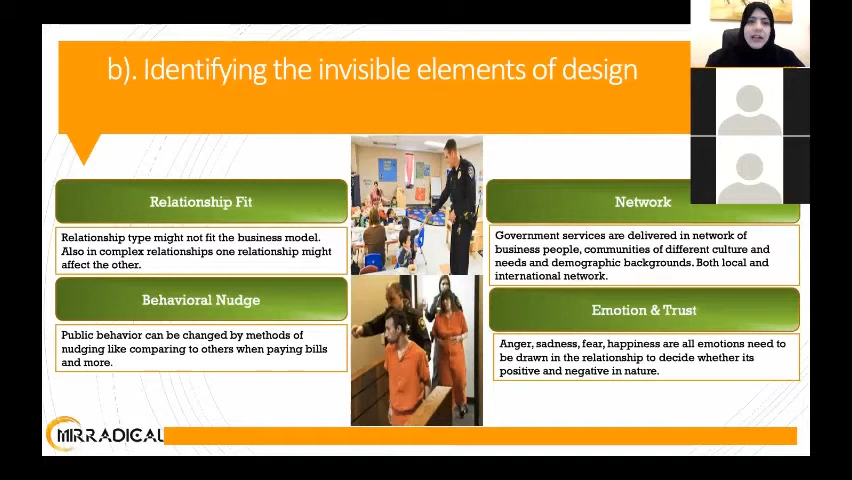 b). Identifying the invisible elements of design
Relationship Fit
Relationship type might not fit the business model.
Also in complex relationships one relationship might
affect the other.
Behavioral Nudge
Public behavior can be changed by methods of
nudging like comparing to others when paying bills
and more.
Network
Government services are delivered in network of
business people, communities of different culture and
needs and demographic backgrounds. Both local and
international network.
Emotion & Trust
Anger, sadness, fear, happiness are all emotions need to
be drawn in the relationship to decide whether its
positive and negative in nature.
MIRRADICAL